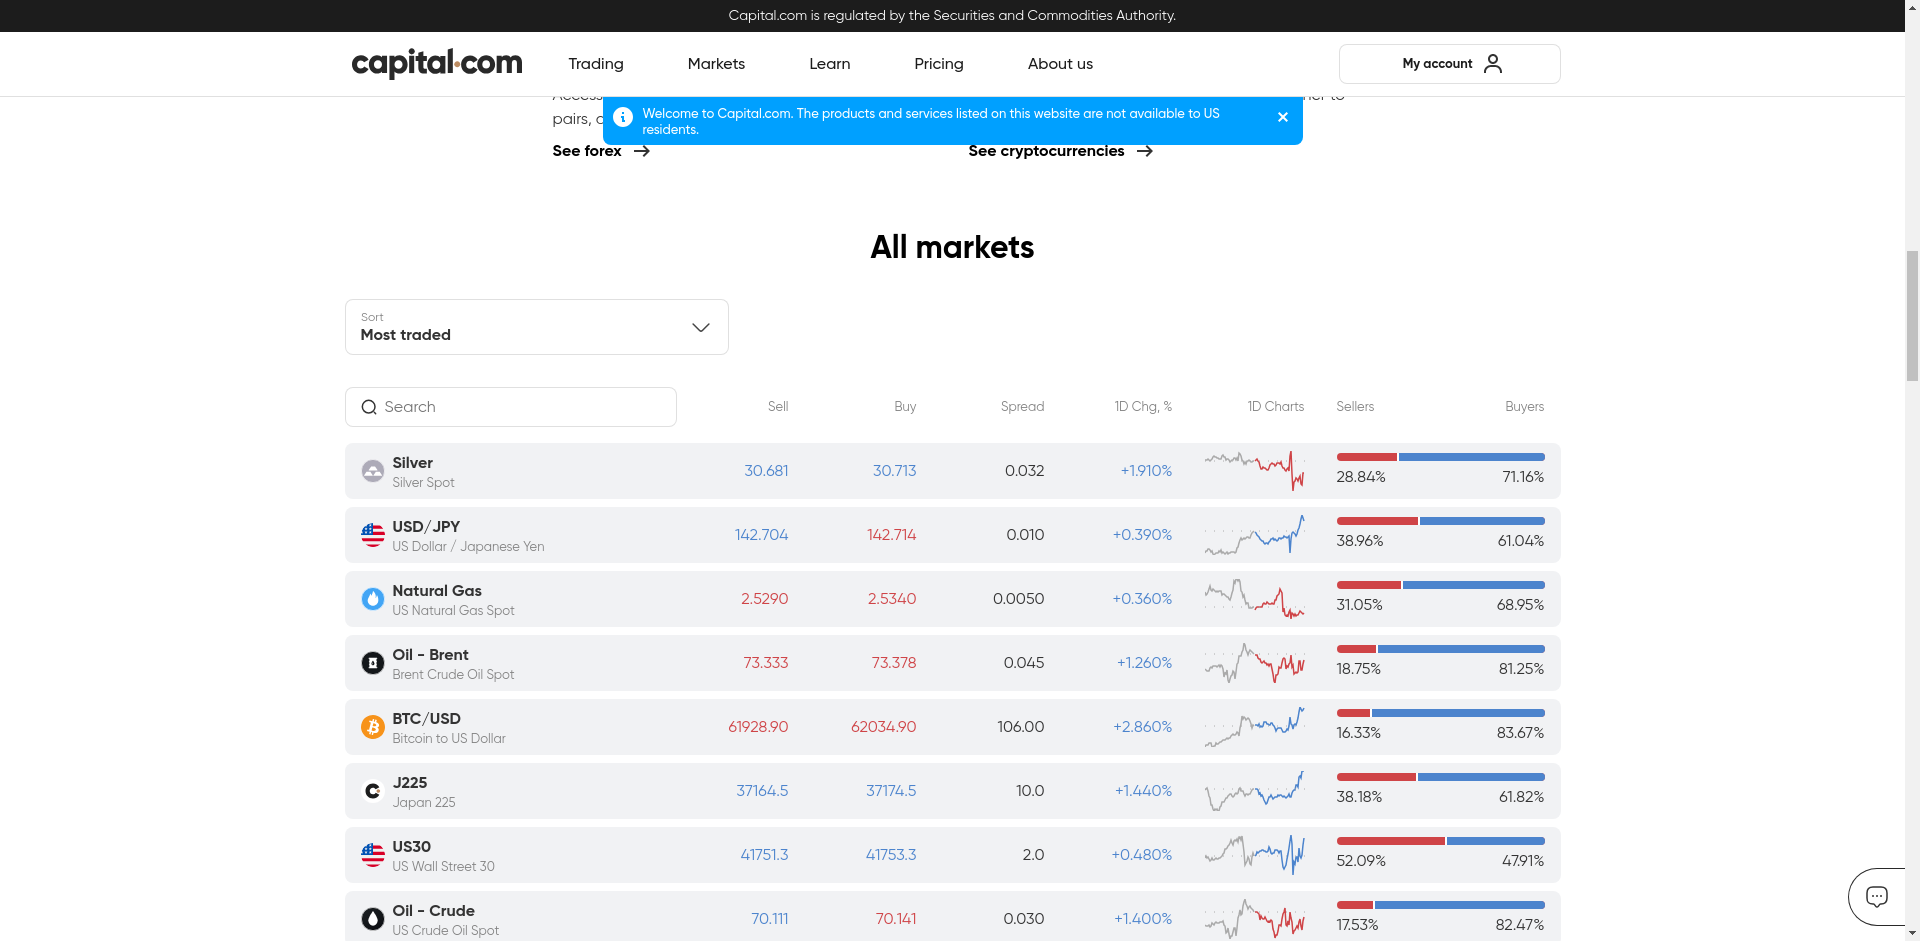 Capital.com is regulated by the Securities and Commodities Authority.
capital.com
Trading
Markets
Learn
Pricing
About us
My account
Welcome to Capital.com. The products and services listed on this website are not available to US
residents.
pairs,
See forex
See cryptocurrencies
All markets
Sort
Most traded
Search Sell Buy Spread 1D Chg, % 1D Charts Sellers Buyers
Silver
Silver Spot
30.681 30.713 0.032 +1.910% 28.84% 71.16%
USD/JPY
US Dollar / Japanese Yen
142.704 142.714 0.010 +0.390% 38.96% 61.04%
Natural Gas
US Natural Gas Spot
2.5290 2.5340 0.0050 +0.360% 31.05% 68.95%
Oil - Brent
Brent Crude Oil Spot
73.333 73.378 0.045 +1.260% 18.75% 81.25%
BTC/USD
Bitcoin to US Dollar
61928.90 62034.90 106.00 +2.860% 16.33% 83.67%
J225
Japan 225
37164.5 37174.5 10.0 +1.440% 38.18% 61.82%
US30
US Wall Street 30
41751.3 41753.3 2.0 +0.480% 52.09% 47.91%
Oil - Crude
US Crude Oil Spot
70.111 70.141 0.030 +1.400% 17.53% 82.47%